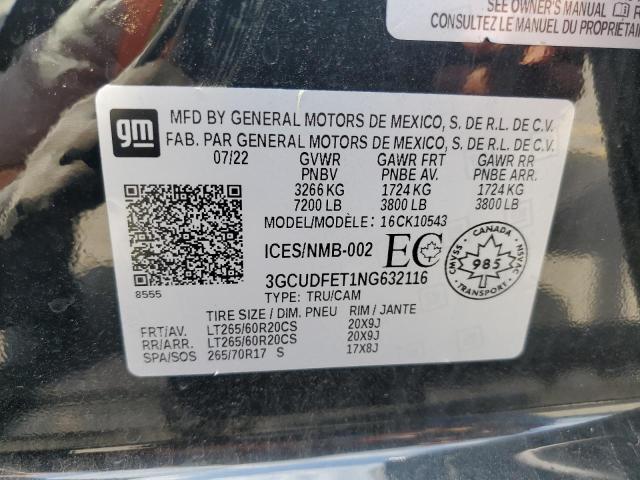 SEE OWNER'S MANUAL
CONSULTEZ LE MANUEL DU PROPRIÉTAIR
gm
MFD BY GENERAL MOTORS DE MEXICO, S. DE R.L. DE C.V.
FAB. PAR GENERAL MOTORS DE MEXICO, S. DE R.L. DE C.V.
07/22 GVWR GAWR FRT GAWR RR
PNBV PNBE AV. PNBE ARR.
3266 KG 1724 KG 1724 KG
7200 LB 3800 LB 3800 LB
MODEL/MODÈLE: 16CK10543
ICES/NMB-002 EC
CANADA
CMVSS 985 NSVAC
TRANSPORT
3GCUDFET1NG632116
8555
TYPE: TRU/CAM
TIRE SIZE / DIM. PNEU RIM / JANTE
FRT/AV. LT265/60R20CS 20X9J
RR/ARR. LT265/60R20CS 20X9J
SPA/SOS 265/70R17 S 17X8J